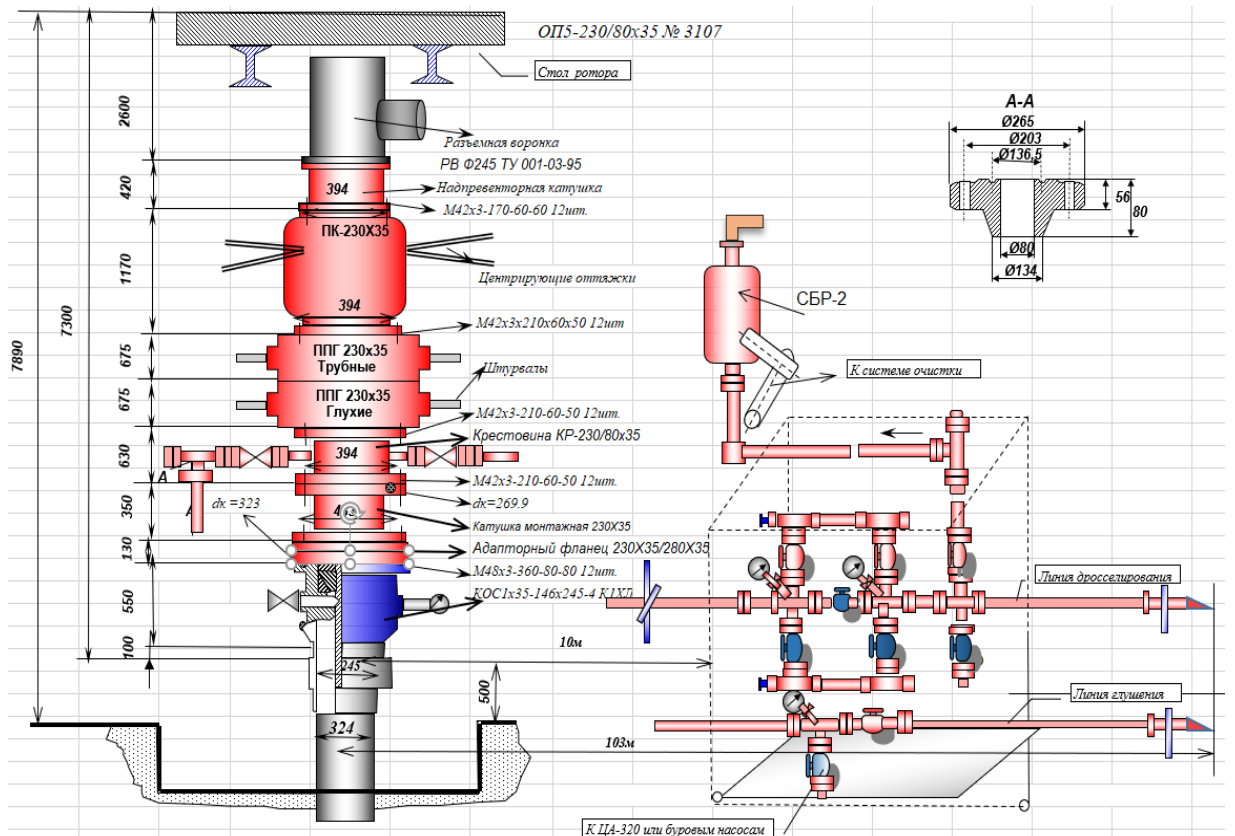 ОП5-230/80х35 № 3107
Стол ротора
Разъемная воронка
РВ Ф245 ТУ 001-03-95
394
Надпревенторная катушка
М42х3-170-60-60 12шт.
ПК-230Х35
Центрирующие оттяжки
394
М42х3х210х60х50 12шт
ППГ 230х35
Трубные
Штурвалы
ППГ 230х35
Глухие
М42х3-210-60-50 12шт.
Крестовина КР-230/80х35
394
М42х3-210-60-50 12шт.
А
dк =323
dк=269.9
Катушка монтажная 230Х35
Адапторный фланец 230Х35/280Х35
М48х3-360-80-80 12шт.
КОС1х35-146х245-4 К1ХЛ
245
324
7890
7300
2600
420
1170
675
675
630
350
130
550
100
500
10м
103м
А-А
Ø265
Ø203
Ø136,5
56
80
Ø80
Ø134
СБР-2
К системе очистки
Линия дросселирования
Линия глушения
К ЦА-320 или буровым насосам